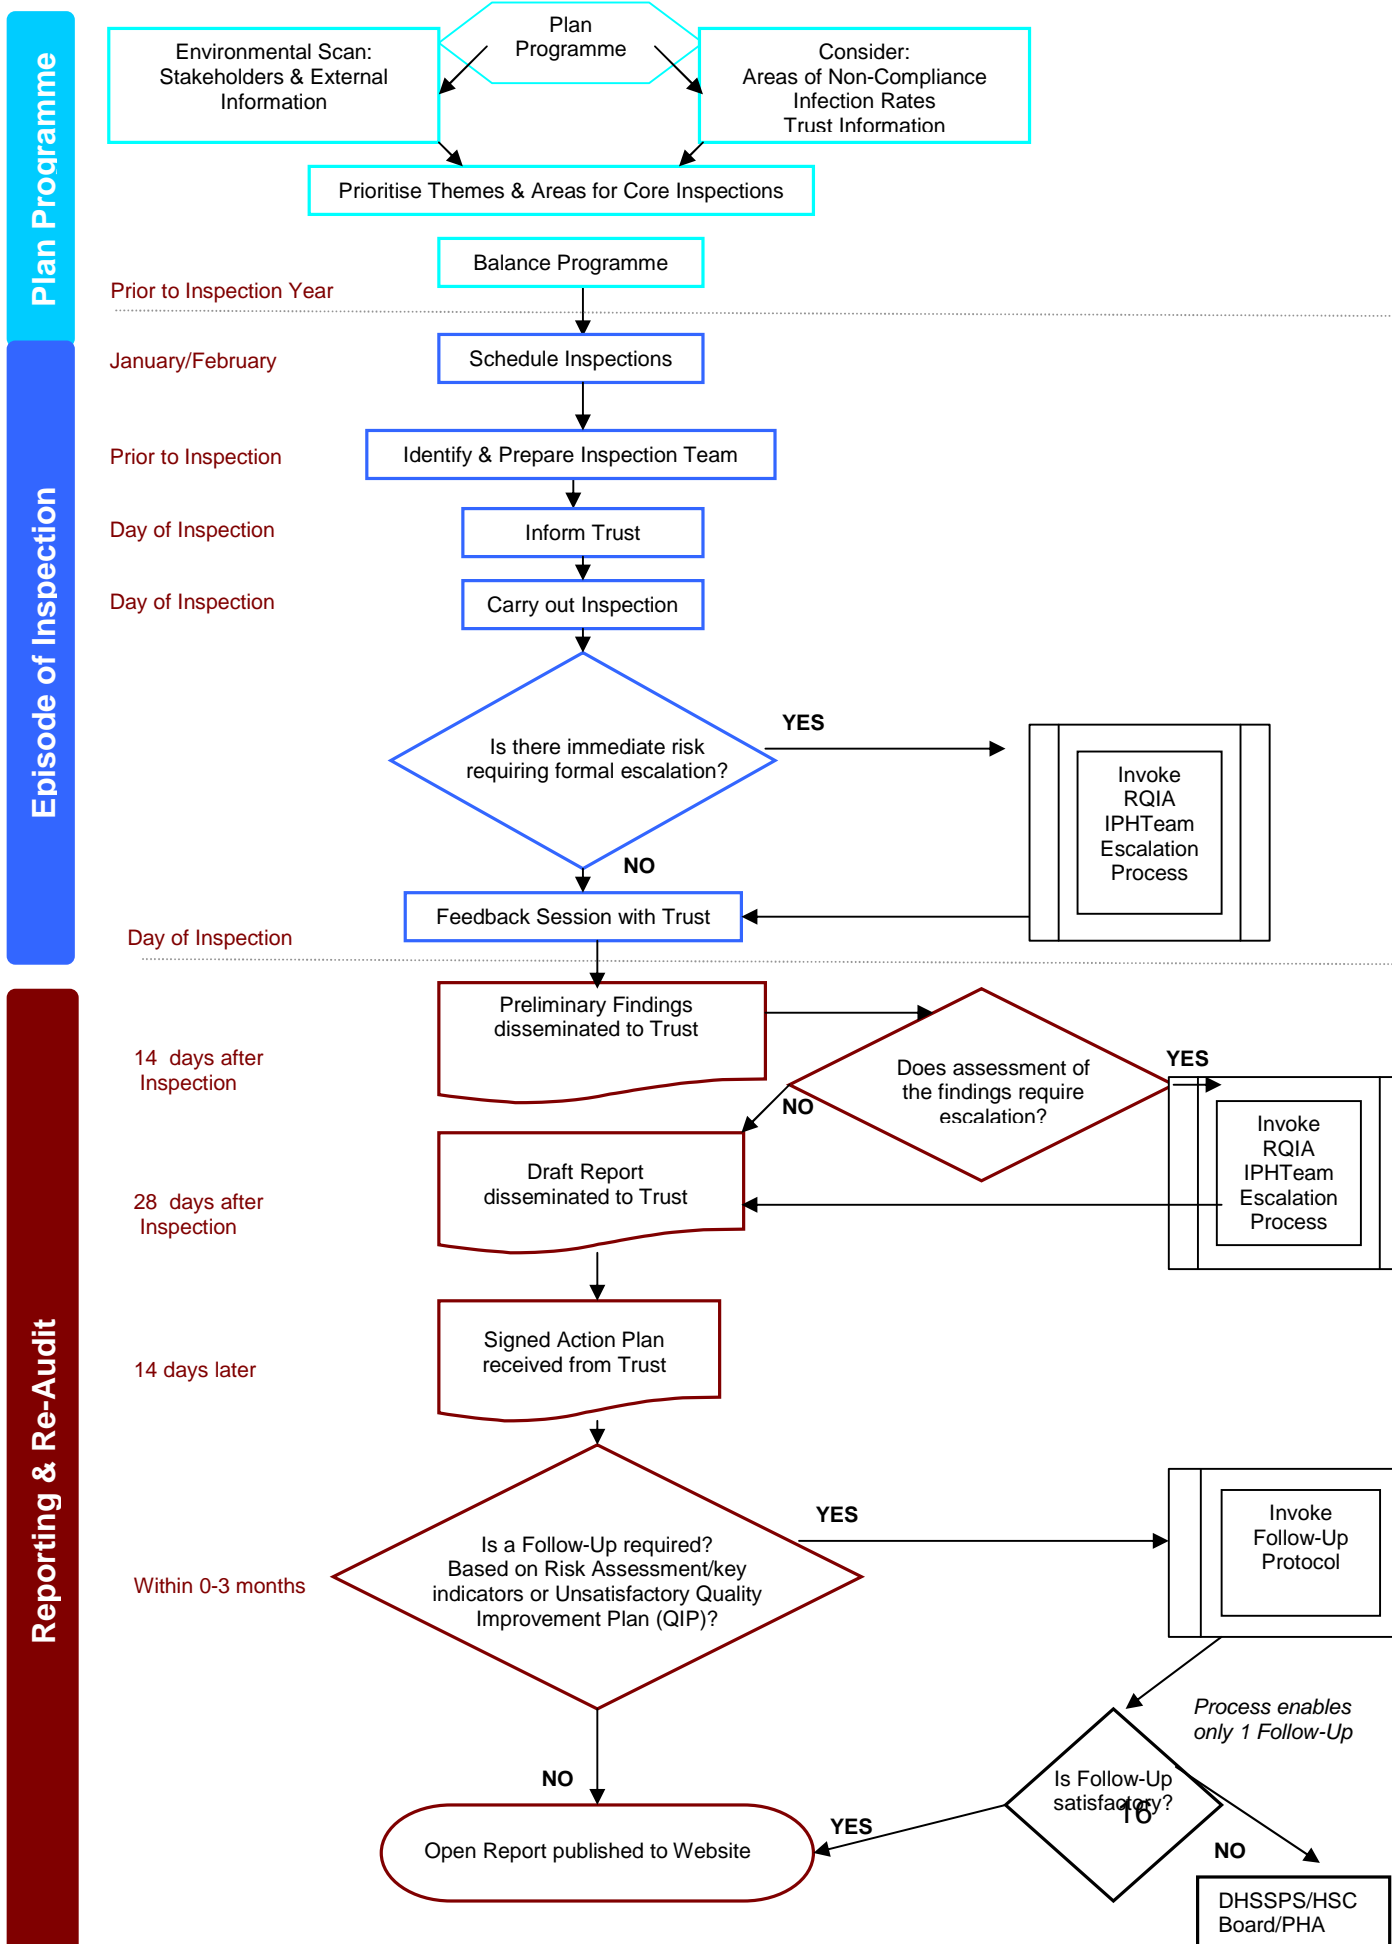 Plan Programme
Plan
Programme
Environmental Scan:
Stakeholders & External
Information
Consider:
Areas of Non-Compliance
Infection Rates
Trust Information
Prioritise Themes & Areas for Core Inspections
Balance Programme
Prior to Inspection Year
Episode of Inspection
January/February
Schedule Inspections
Prior to Inspection
Identify & Prepare Inspection Team
Day of Inspection
Inform Trust
Day of Inspection
Carry out Inspection
Is there immediate risk
requiring formal escalation?
YES
NO
Invoke
RQIA
IPHTeam
Escalation
Process
Feedback Session with Trust
Day of Inspection
Reporting & Re-Audit
Preliminary Findings
disseminated to Trust
14 days after
Inspection
Does assessment of
the findings require
escalation?
YES
NO
Invoke
RQIA
IPHTeam
Escalation
Process
Draft Report
disseminated to Trust
28 days after
Inspection
Signed Action Plan
received from Trust
14 days later
Is a Follow-Up required?
Based on Risk Assessment/key
indicators or Unsatisfactory Quality
Improvement Plan (QIP)?
Within 0-3 months
YES
Invoke
Follow-Up
Protocol
Process enables
only 1 Follow-Up
NO
Is Follow-Up
satisfactory?
16
YES
NO
Open Report published to Website
DHSSPS/HSC
Board/PHA